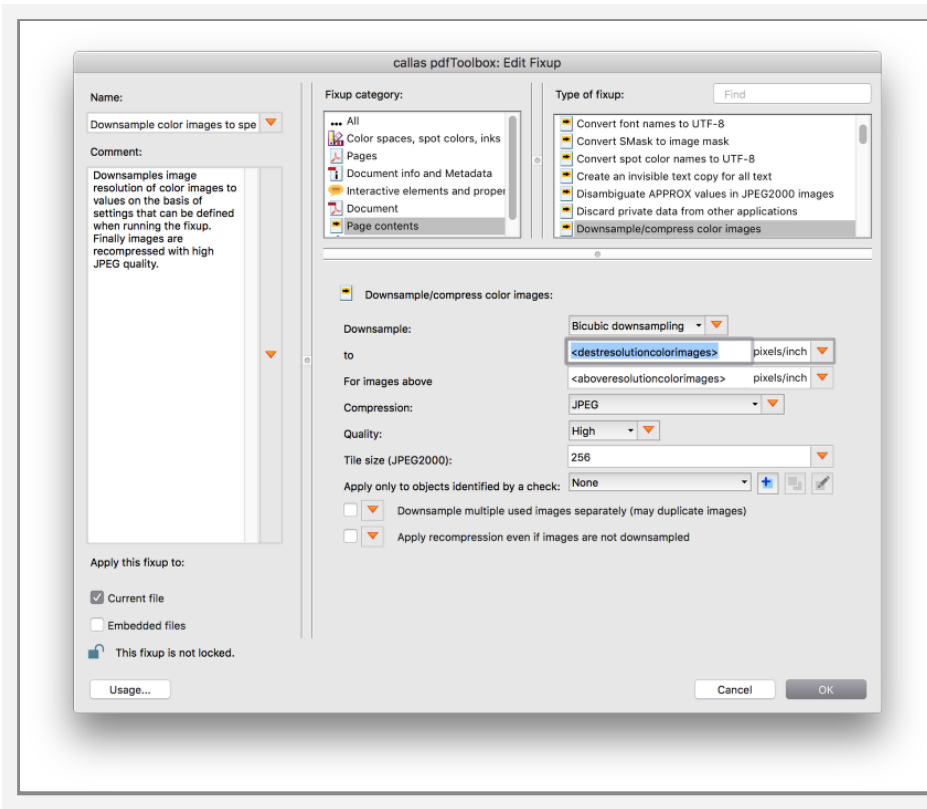 callas pdfToolbox: Edit Fixup
Name:
Downsample color images to spe
Comment:
Downsamples image
resolution of color images to
values on the basis of
settings that can be defined
when running the fixup.
Finally images are
recompressed with high
JPEG quality.
Apply this fixup to:
Current file
Embedded files
This fixup is not locked.
Usage...
Fixup category:
... All
Color spaces, spot colors, inks
Pages
Document info and Metadata
Interactive elements and proper
Document
Page contents
Type of fixup:
Find
Convert font names to UTF-8
Convert SMask to image mask
Convert spot color names to UTF-8
Create an invisible text copy for all text
Disambiguate APPROX values in JPEG2000 images
Discard private data from other applications
Downsample/compress color images
Downsample/compress color images:
Downsample: Bicubic downsampling
to <destresolutioncolorimages> pixels/inch
For images above <aboveresolutioncolorimages> pixels/inch
Compression: JPEG
Quality: High
Tile size (JPEG2000): 256
Apply only to objects identified by a check: None
Downsample multiple used images separately (may duplicate images)
Apply recompression even if images are not downsampled
Cancel
OK